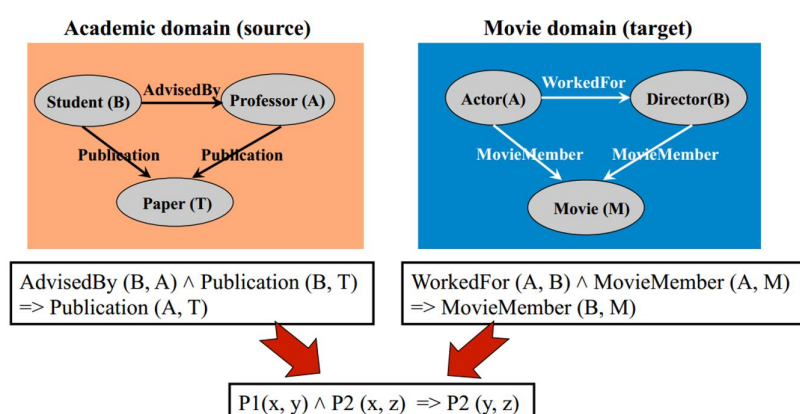 Academic domain (source)
Movie domain (target)
AdvisedBy
Student (B)
Professor (A)
Publication
Publication
Paper (T)
WorkedFor
Actor(A)
Director(B)
MovieMember
MovieMember
Movie (M)
AdvisedBy (B, A) ^ Publication (B, T)
=> Publication (A, T)
WorkedFor (A, B) ^ MovieMember (A, M)
=> MovieMember (B, M)
P1(x, y) ^ P2 (x, z) => P2 (y, z)